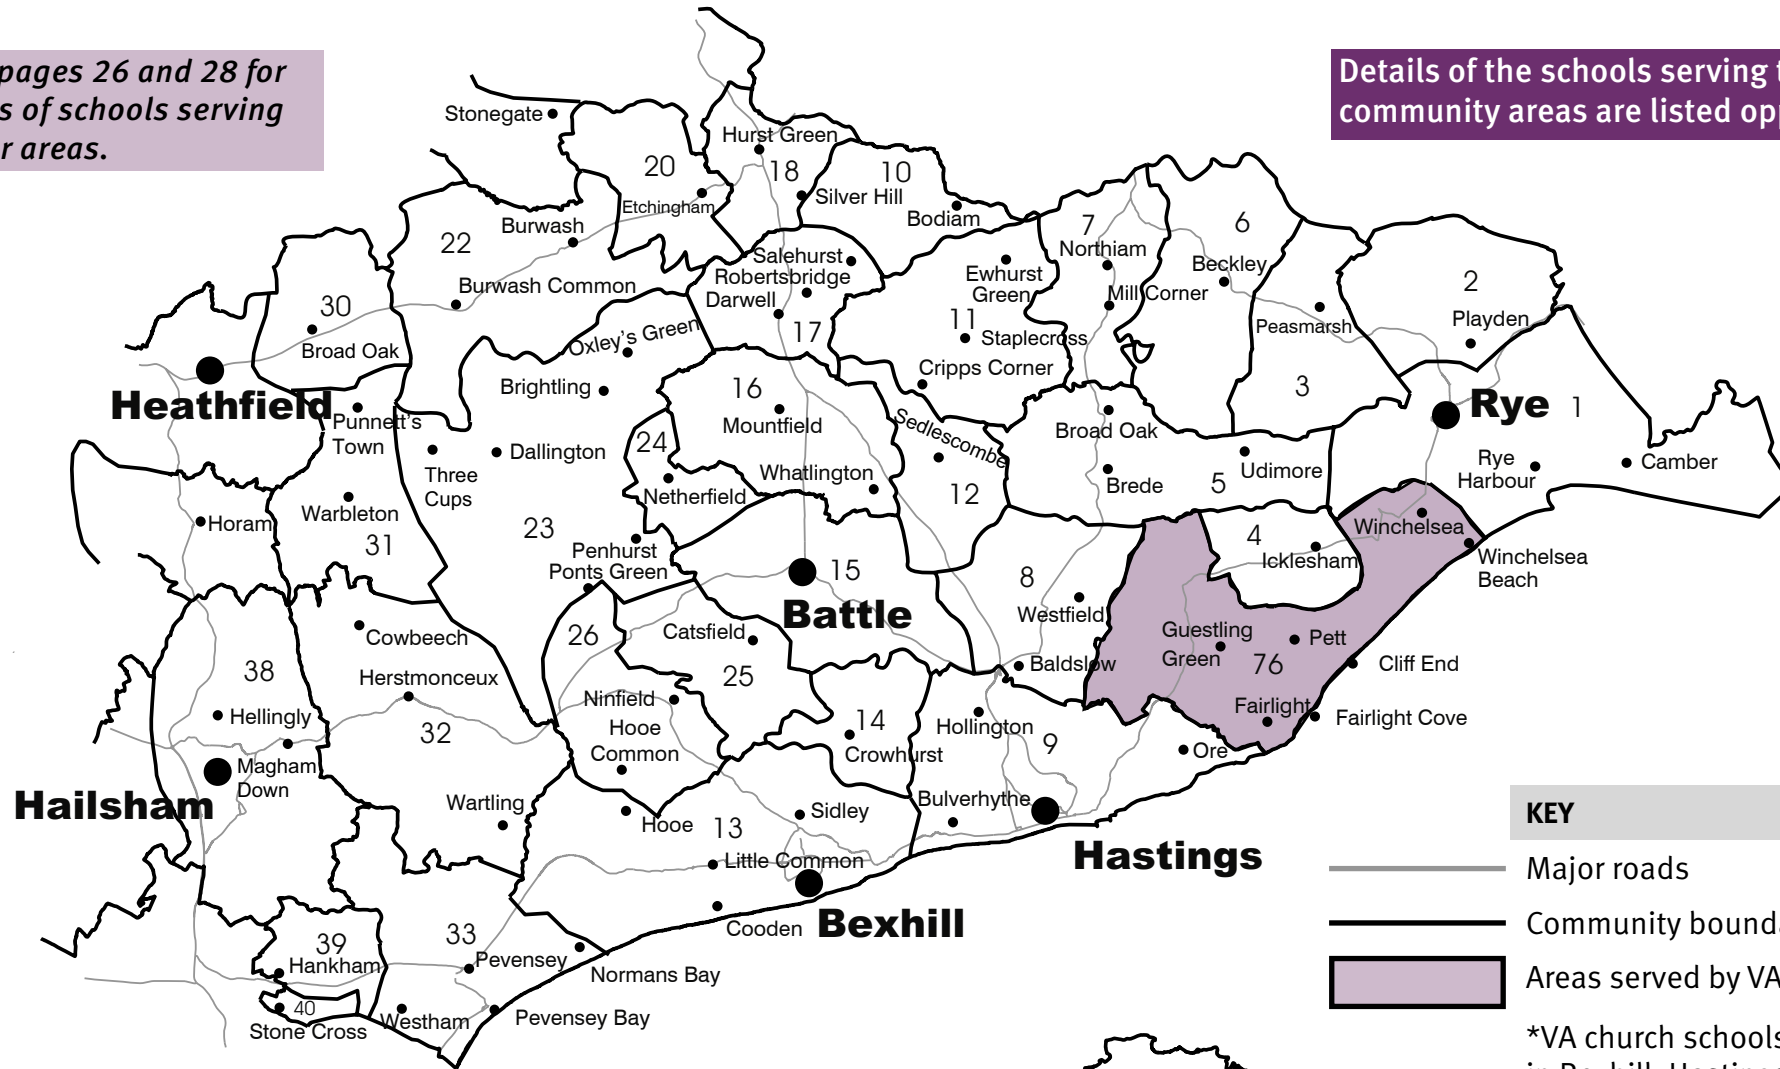 pages 26 and 28 for
s of schools serving
r areas.
Details of the schools serving t
community areas are listed opp
Stonegate
Hurst Green
20
18
10
Etchingham
Silver Hill
Bodiam
Burwash
22
7
6
Northiam
Salehurst
Robertsbridge
Darwell
Ewhurst
Green
Beckley
Burwash Common
Mill Corner
2
30
17
11
Playden
Oxley's Green
Staplecross
Peasmarsh
Broad Oak
Cripps Corner
Brightling
16
3
Heathfield
Rye
1
Punnett's
Town
Mountfield
Sedlescombe
Broad Oak
24
Dallington
Three
Cups
Whatlington
Netherfield
12
Brede
5
Udimore
Rye
Harbour
Camber
Warbleton
Horam
31
23
Winchelsea
4
Icklesham
Penhurst
Ponts Green
15
8
Winchelsea
Beach
Battle
Westfield
26
Catsfield
Cowbeech
Guestling
Green
Pett
76
Baldslow
Cliff End
38
Herstmonceux
25
Ninfield
Fairlight
Fairlight Cove
Hellingly
Hooe
Common
14
Hollington
32
9
Crowhurst
Ore
Magham
Down
Hailsham
Wartling
Bulverhythe
Sidley
Hooe
13
Hastings
Little Common
Cooden
Bexhill
33
39
Hankham
Pevensey
Normans Bay
40
Stone Cross
Westham
Pevensey Bay
KEY
Major roads
Community bounda
Areas served by VA
*VA church schools